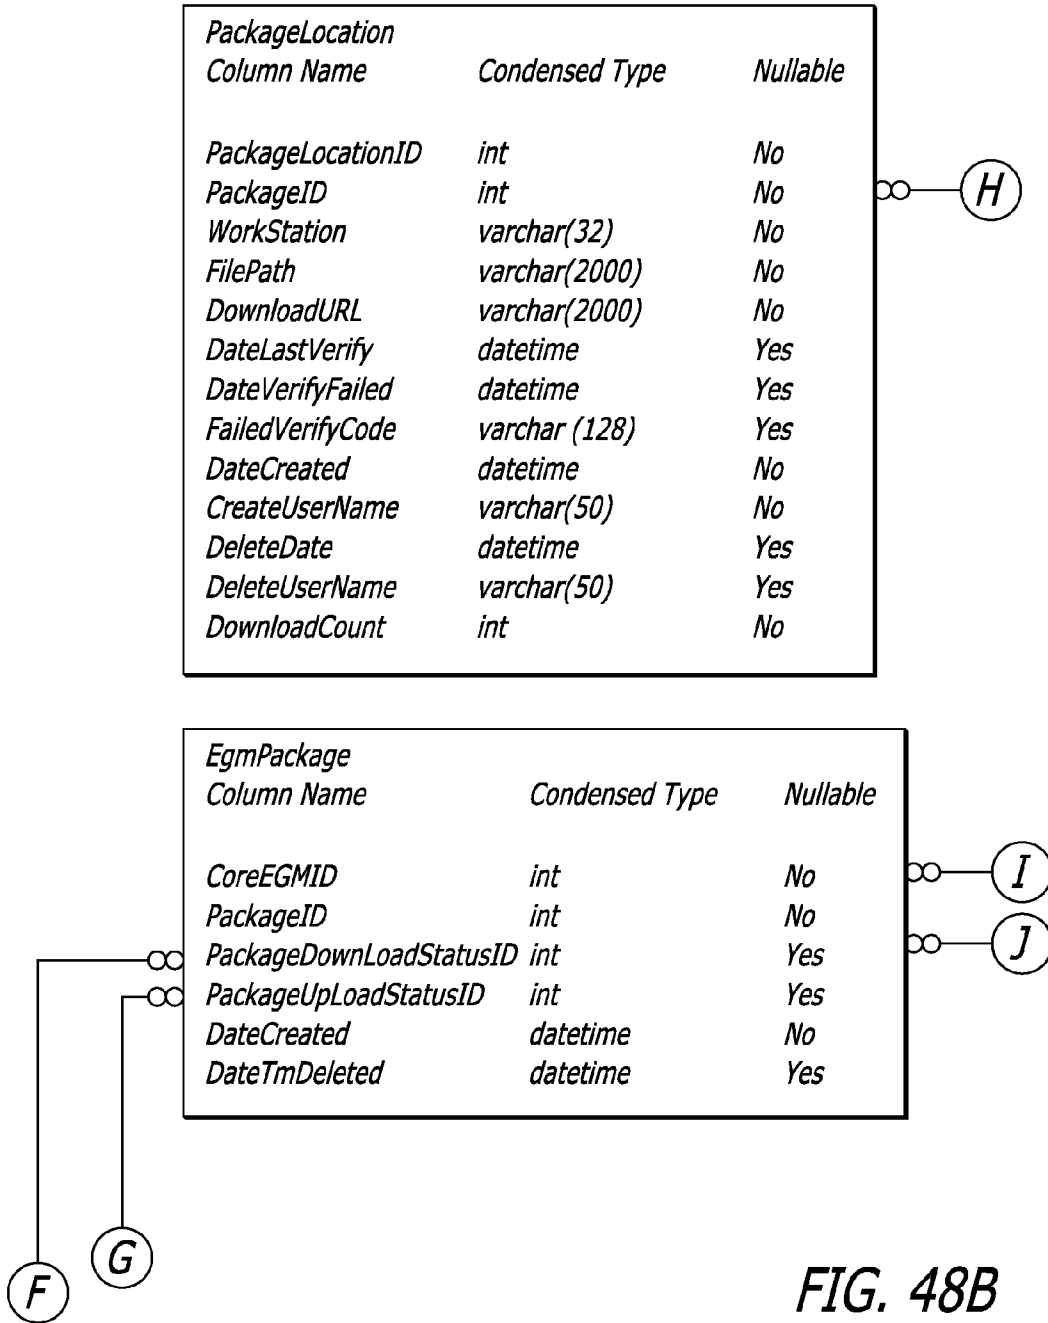 PackageLocation
Column Name Condensed Type Nullable
PackageLocationID int No
PackageID int No
H
WorkStation varchar(32) No
FilePath varchar(2000) No
DownloadURL varchar(2000) No
DateLastVerify datetime Yes
DateVerifyFailed datetime Yes
FailedVerifyCode varchar (128) Yes
DateCreated datetime No
CreateUserName varchar(50) No
DeleteDate datetime Yes
DeleteUserName varchar(50) Yes
DownloadCount int No
EgmPackage
Column Name Condensed Type Nullable
CoreEGMID int No
I
PackageID int No
J
PackageDownLoadStatusID int Yes
PackageUpLoadStatusID int Yes
DateCreated datetime No
DateTmDeleted datetime Yes
G
F
FIG. 48B